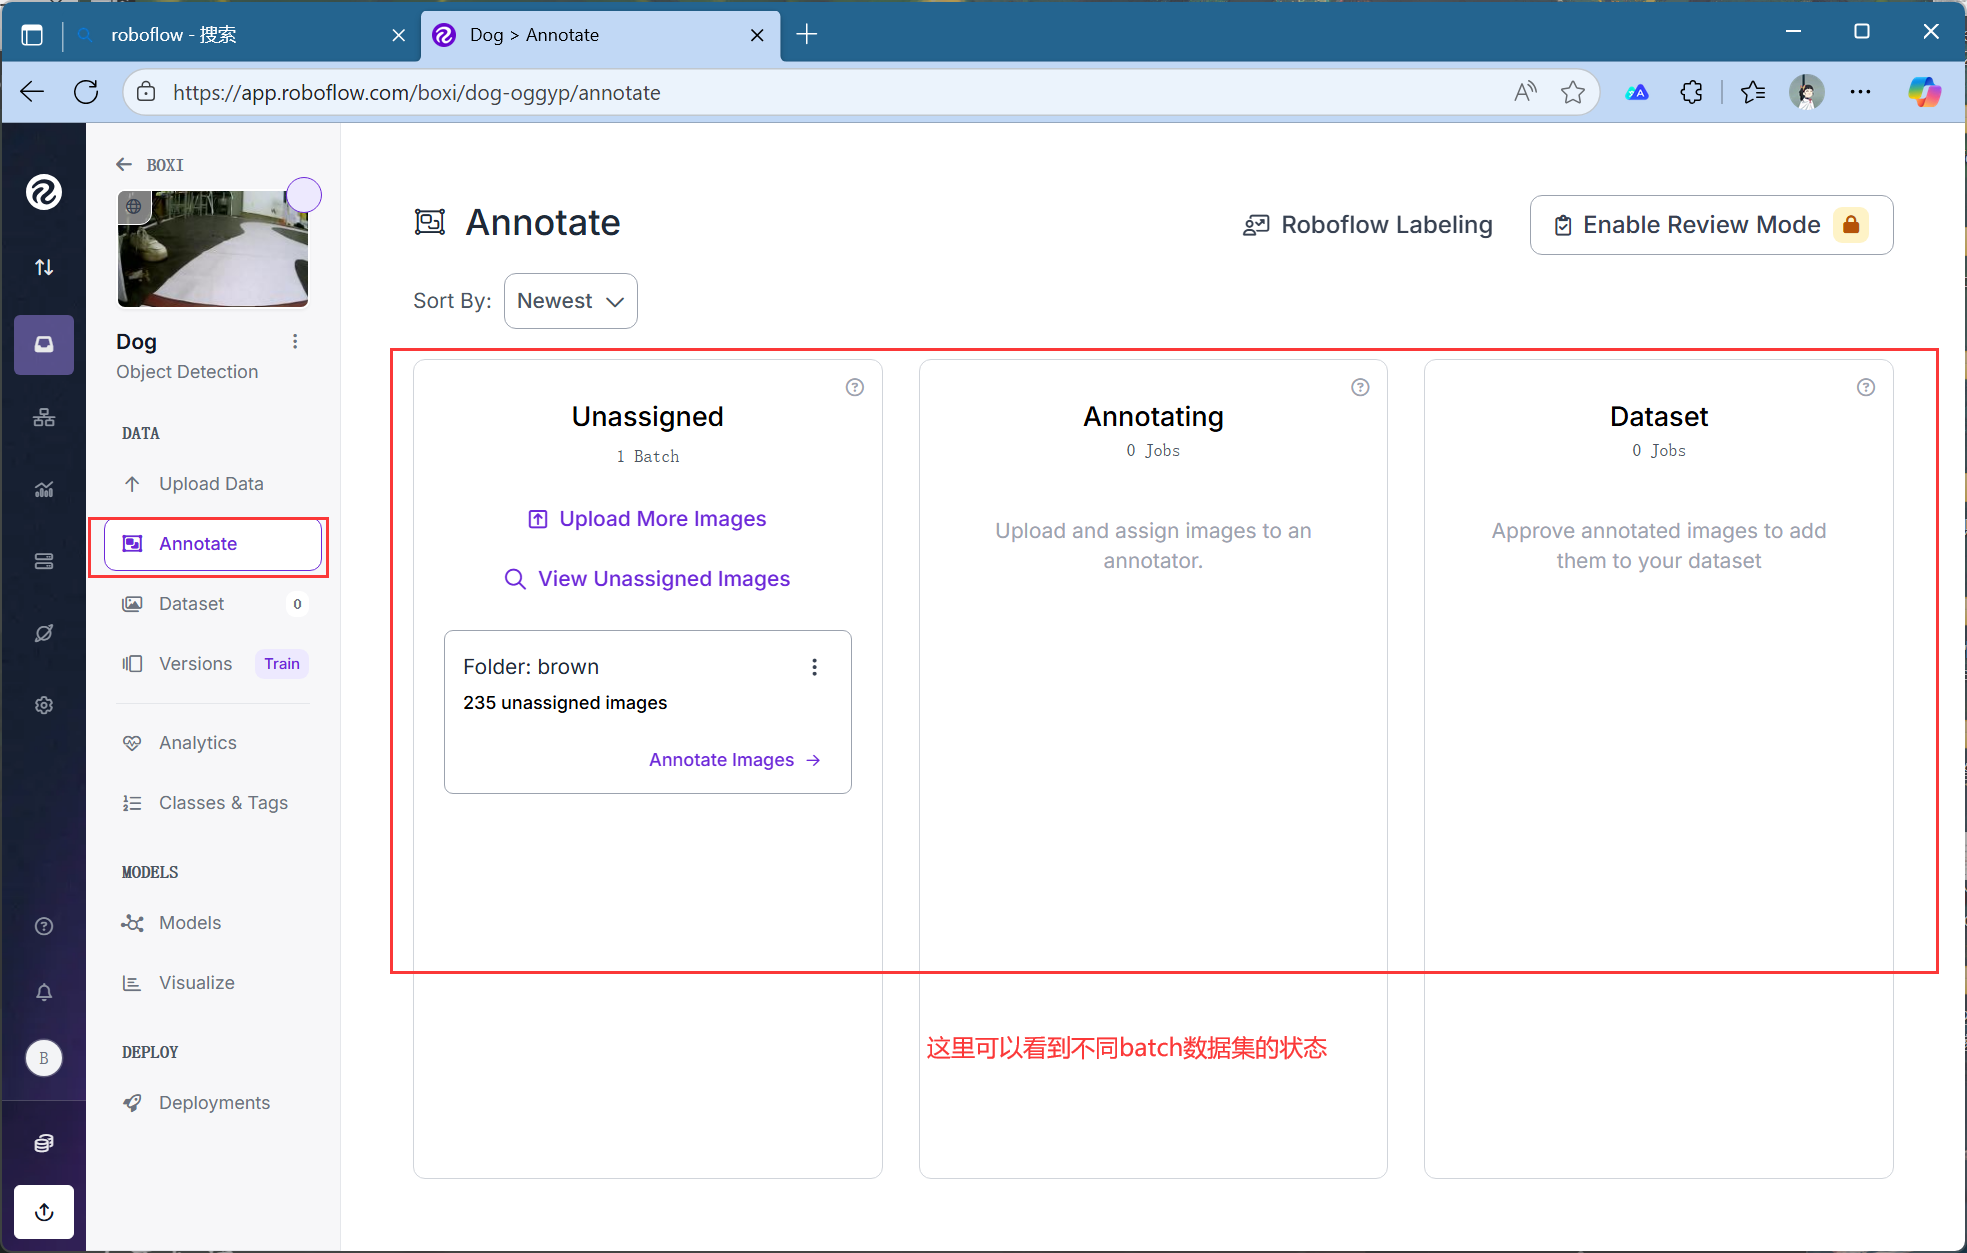 roboflow - 搜索
Dog > Annotate
https://app.roboflow.com/boxi/dog-oggyp/annotate
BOXI
Dog
Object Detection
DATA
Upload Data
Annotate
Dataset 0
Versions Train
Analytics
Classes & Tags
MODELS
Models
Visualize
DEPLOY
Deployments
B
Annotate
Roboflow Labeling
Enable Review Mode
Sort By: Newest
Unassigned
1 Batch
Upload More Images
View Unassigned Images
Folder: brown
235 unassigned images
Annotate Images →
Annotating
0 Jobs
Upload and assign images to an
annotator.
Dataset
0 Jobs
Approve annotated images to add
them to your dataset
这里可以看到不同batch数据集的状态